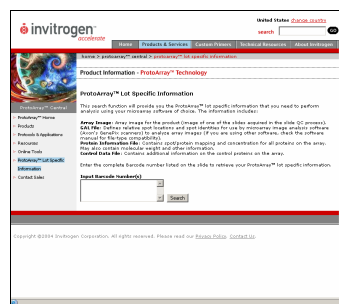 United States change country
invitrogen
accelerate
search
GO
Home Products & Services Custom Primers Technical Resources About Invitrogen
home > protoarray™ central > protoarray™ lot specific information
Product Information - ProtoArray™ Technology
ProtoArray™ Central
ProtoArray™ Home
Products
Protocols & Applications
Resources
Online Tools
ProtoArray™ Lot Specific
Information
Contact Sales
ProtoArray™ Lot Specific Information
This search function will provide you the ProtoArray™ lot specific information that you need to perform
analysis using your microarray software of choice. The information includes:
Array Image: Array image for the product (image of one of the slides acquired in the slide QC process).
GAL File: Defines relative spot locations and spot identities for use by microarray image analysis software
(Axon's GenePix scanners) to analyze array images (if you are using other software, check the software
manual for file-type compatibility).
Protein Information File: Contains spot/protein mapping and concentration for all proteins on the array.
May also contain molecular weight and other information.
Control Data File: Contains additional information on the control proteins on the array.
Enter the complete Barcode number listed on the slide to retrieve your ProtoArray™ lot specific information:
Input Barcode Number(s)
Search
Copyright ©2004 Invitrogen Corporation. All rights reserved. Please read our Privacy Policy. Contact Us.